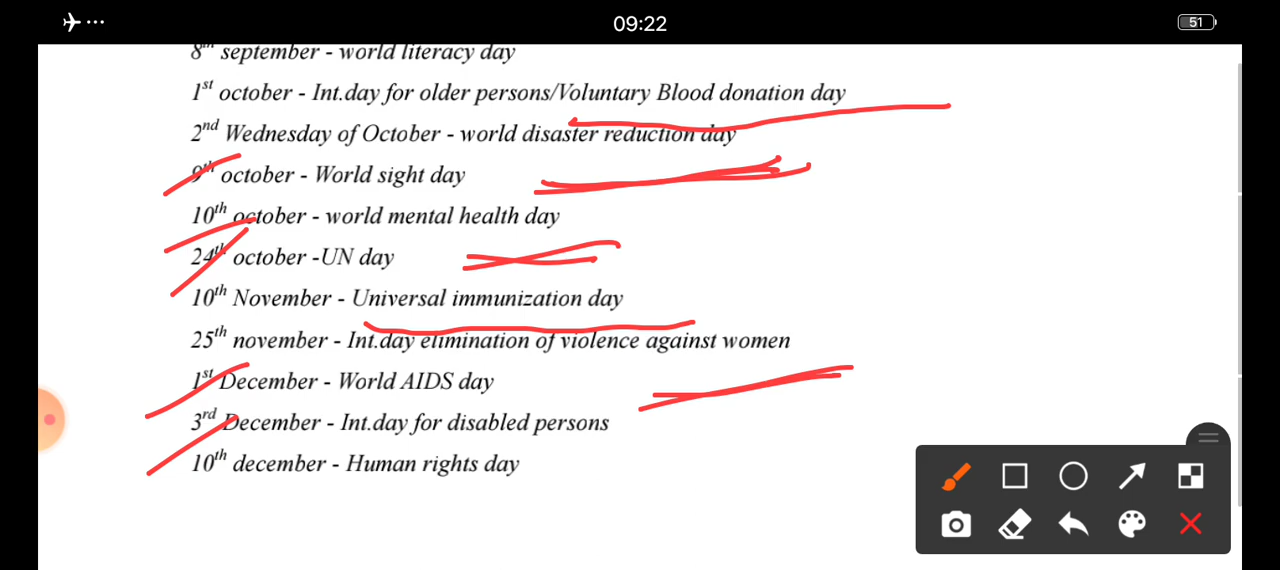 09:22
51
8th september - world literacy day
1st october - Int.day for older persons/Voluntary Blood donation day
2nd Wednesday of October - world disaster reduction day
9th october - World sight day
10th october - world mental health day
24th october -UN day
10th November - Universal immunization day
25th november - Int.day elimination of violence against women
1st December - World AIDS day
3rd December - Int.day for disabled persons
10th december - Human rights day